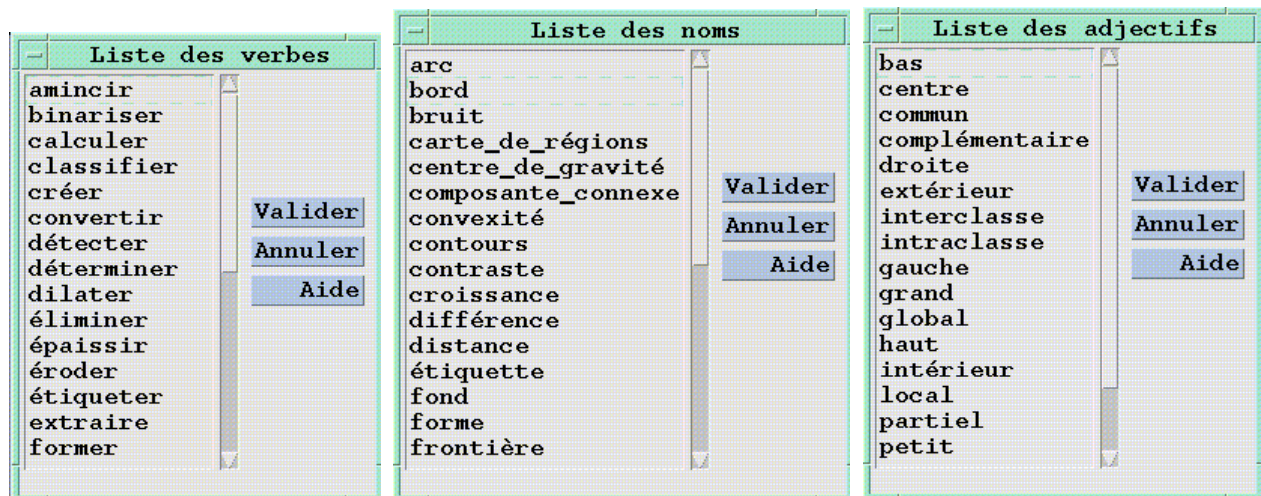 Liste des verbes
amincir
binariser
calculer
classifier
créer
convertir
détecter
déterminer
dilater
éliminer
épaissir
éroder
étiqueter
extraire
former
Valider
Annuler
Aide
Liste des noms
arc
bord
bruit
carte_de_régions
centre_de_gravité
composante_connexe
convexité
contours
contraste
croissance
différence
distance
étiquette
fond
forme
frontière
Valider
Annuler
Aide
Liste des adjectifs
bas
centre
commun
complémentaire
droite
extérieur
interclasse
intraclasse
gauche
grand
global
haut
intérieur
local
partiel
petit
Valider
Annuler
Aide